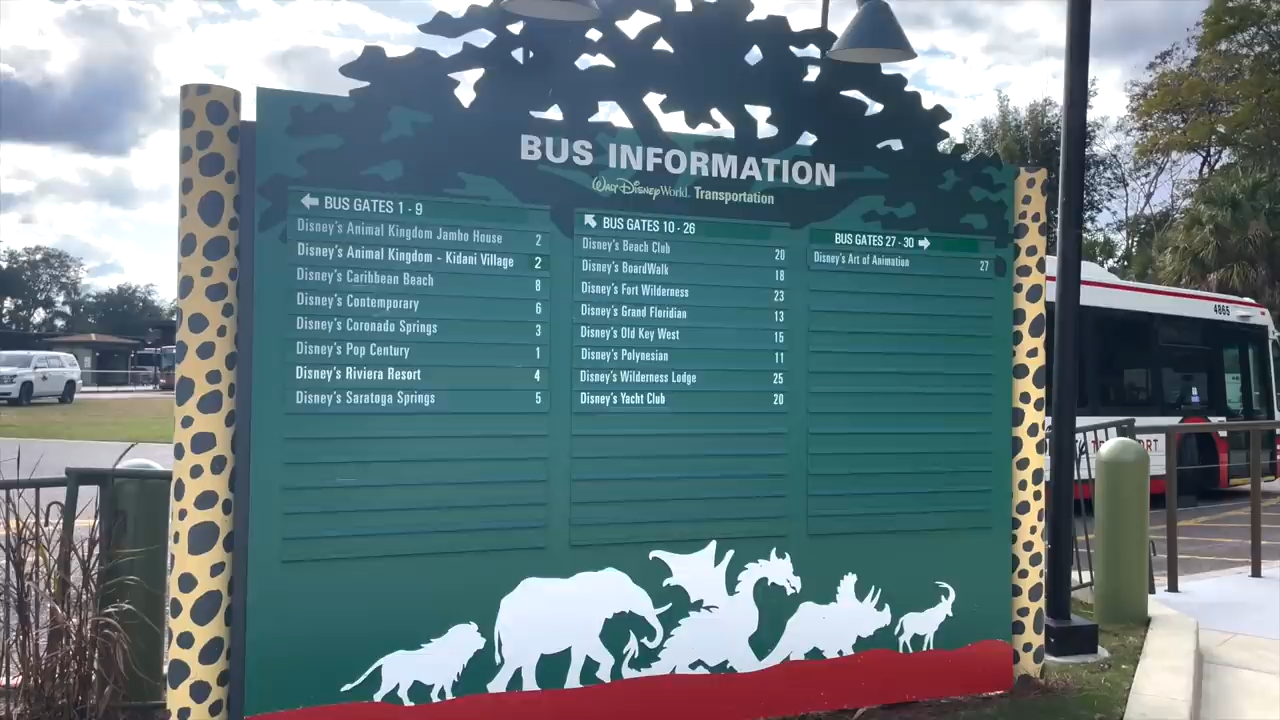 BUS INFORMATION
Walt Disney World Transportation
BUS GATES 1 - 9
Disney's Animal Kingdom Jambo House 2
Disney's Animal Kingdom - Kidani Village 2
Disney's Caribbean Beach 8
Disney's Contemporary 6
Disney's Coronado Springs 3
Disney's Pop Century 1
Disney's Riviera Resort 4
Disney's Saratoga Springs 5
BUS GATES 10 - 26
Disney's Beach Club 20
Disney's BoardWalk 18
Disney's Fort Wilderness 23
Disney's Grand Floridian 13
Disney's Old Key West 15
Disney's Polynesian 11
Disney's Wilderness Lodge 25
Disney's Yacht Club 20
BUS GATES 27 - 30
Disney's Art of Animation 27
4865